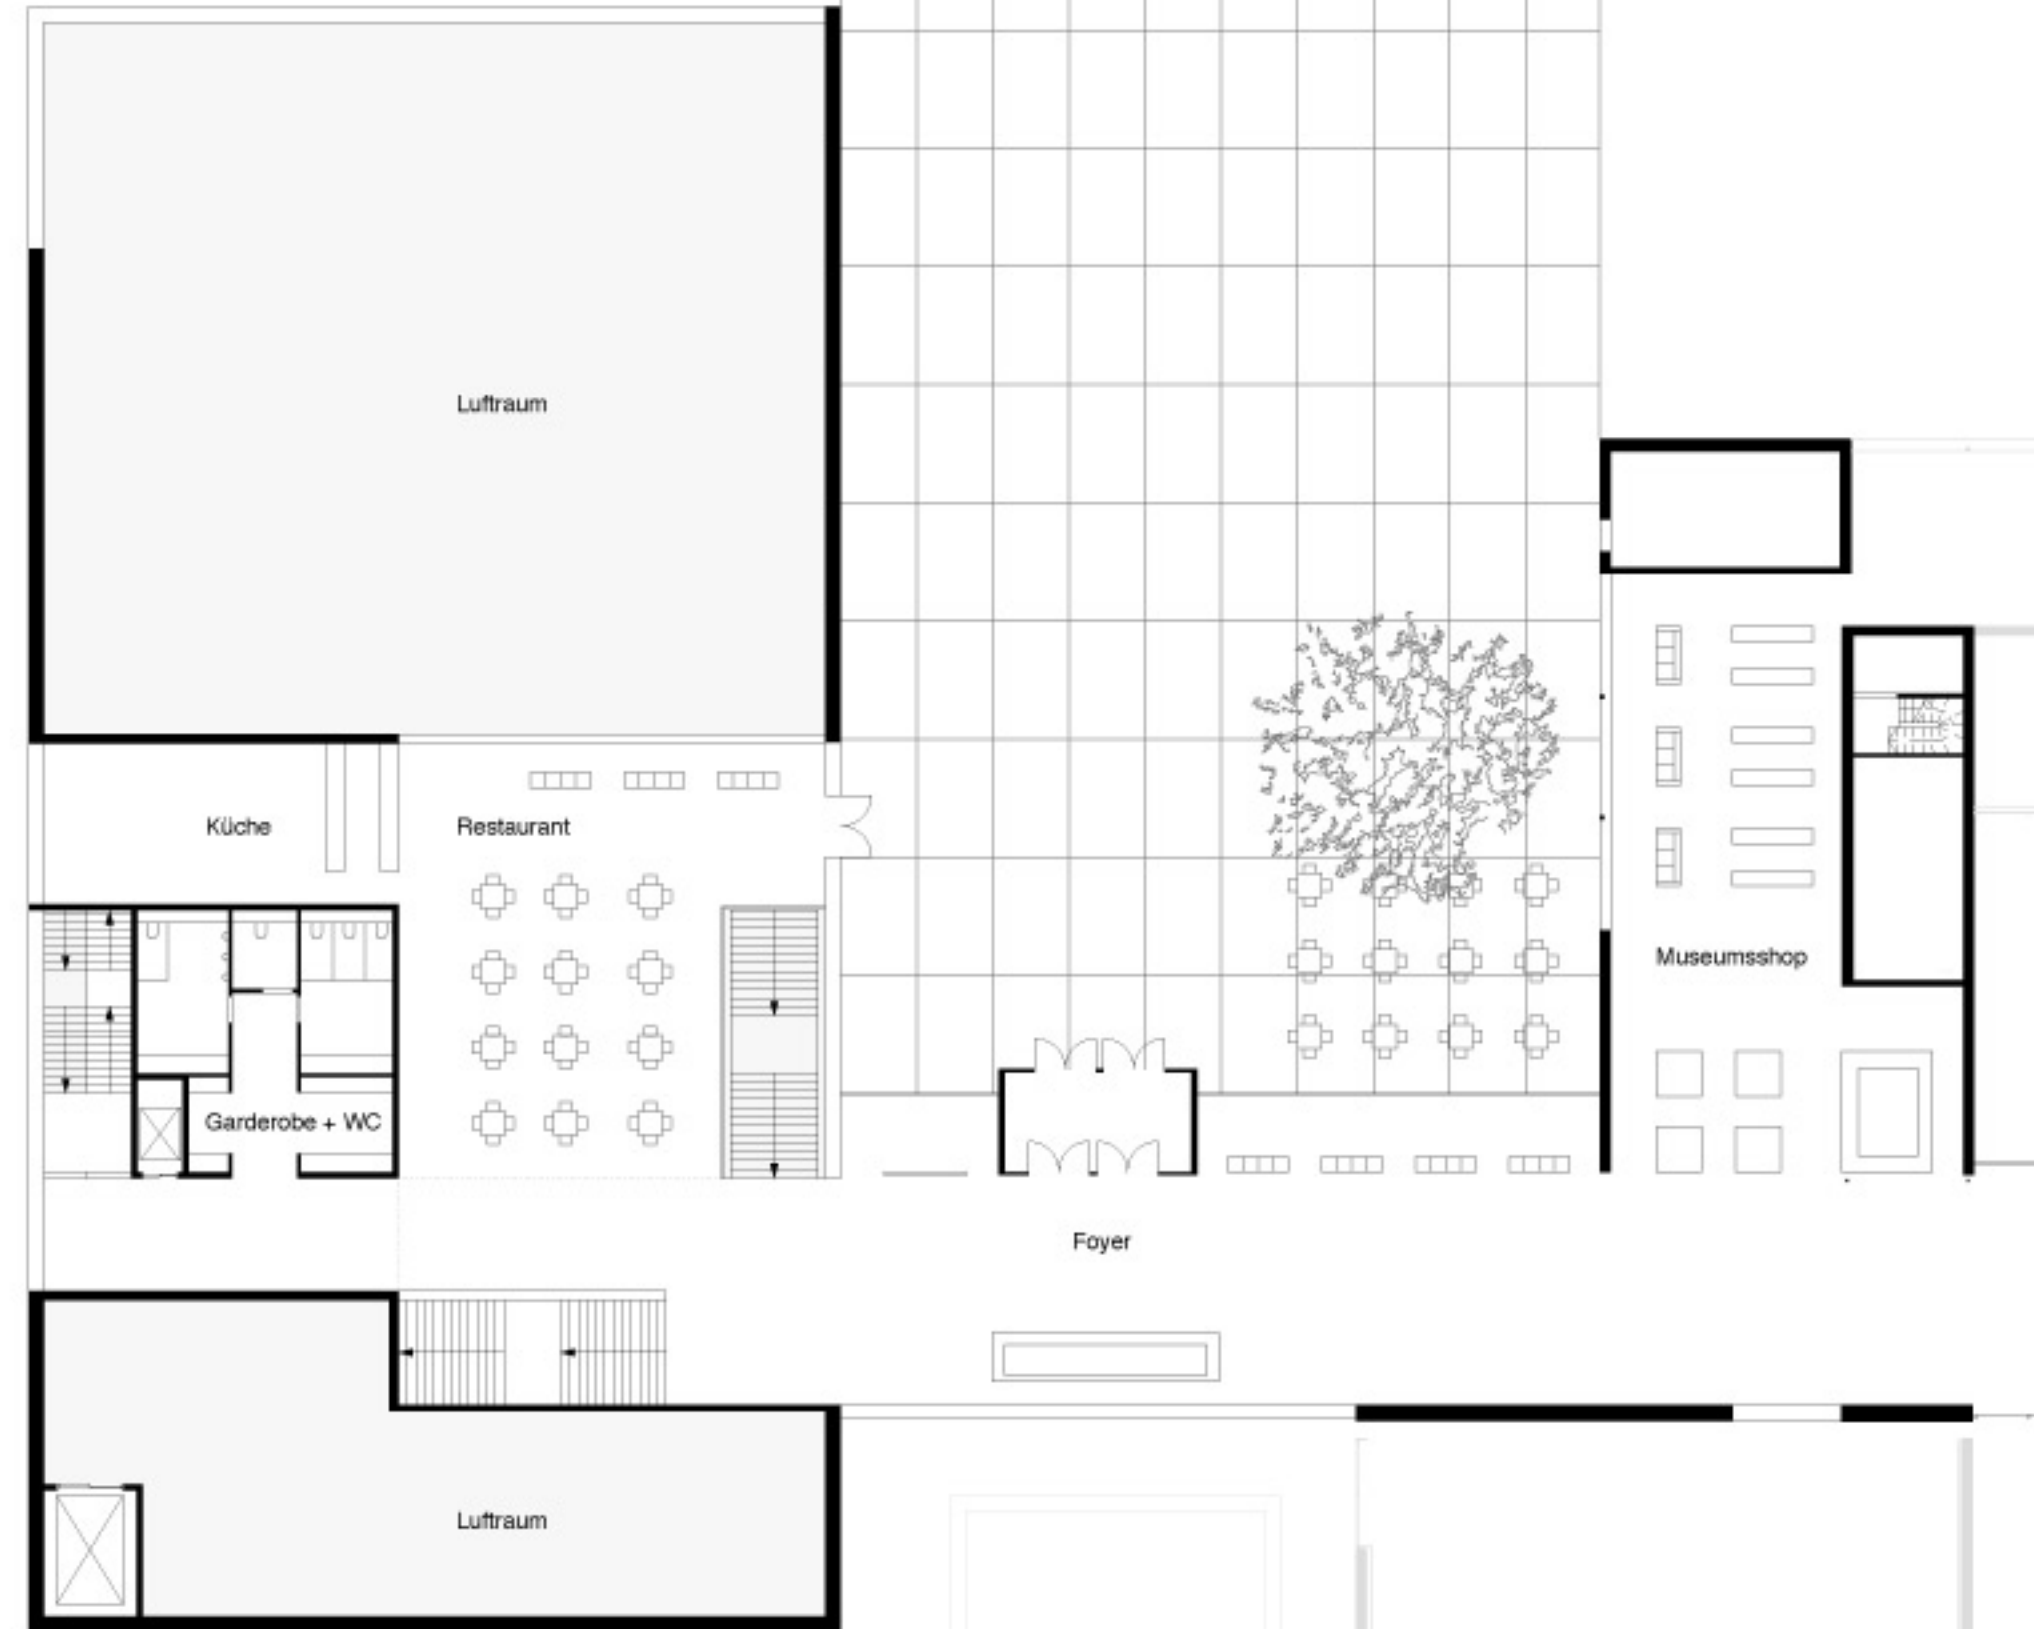 Luftraum
Küche
Restaurant
Museumsshop
Garderobe + WC
Foyer
Luftraum